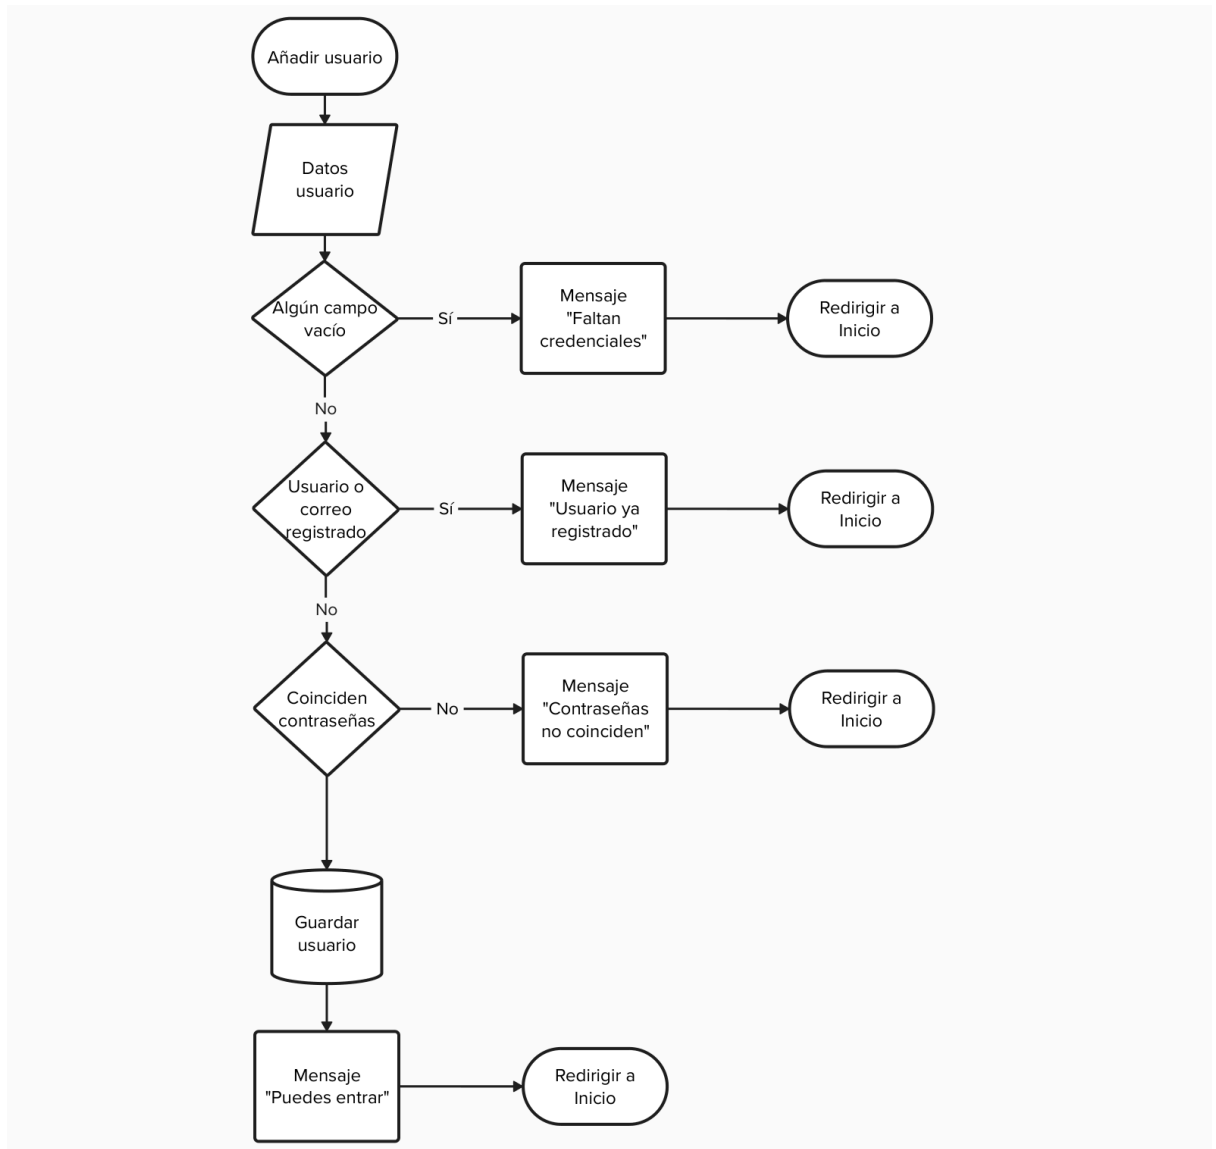 Añadir usuario
Datos
usuario
Algún campo
vacío
Sí
Mensaje
"Faltan
credenciales"
Redirigir a
Inicio
No
Usuario o
correo
registrado
Sí
Mensaje
"Usuario ya
registrado"
Redirigir a
Inicio
No
Coinciden
contraseñas
No
Mensaje
"Contraseñas
no coinciden"
Redirigir a
Inicio
Guardar
usuario
Mensaje
"Puedes entrar"
Redirigir a
Inicio